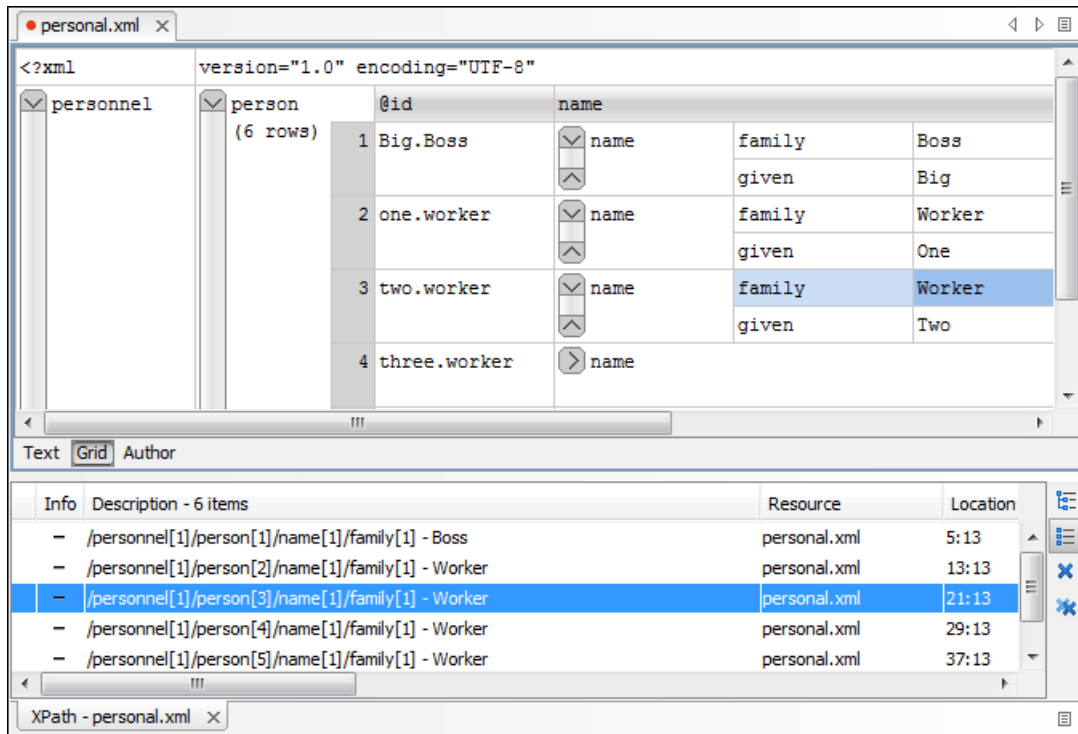 personal.xml
<?xml version="1.0" encoding="UTF-8"
personnel person @id name
(6 rows)
1 Big.Boss name family Boss
given Big
2 one.worker name family Worker
given One
3 two.worker name family Worker
given Two
4 three.worker name
Text Grid Author
Info Description - 6 items Resource Location
/personnel[1]/person[1]/name[1]/family[1] - Boss personal.xml 5:13
/personnel[1]/person[2]/name[1]/family[1] - Worker personal.xml 13:13
/personnel[1]/person[3]/name[1]/family[1] - Worker personal.xml 21:13
/personnel[1]/person[4]/name[1]/family[1] - Worker personal.xml 29:13
/personnel[1]/person[5]/name[1]/family[1] - Worker personal.xml 37:13
XPath - personal.xml